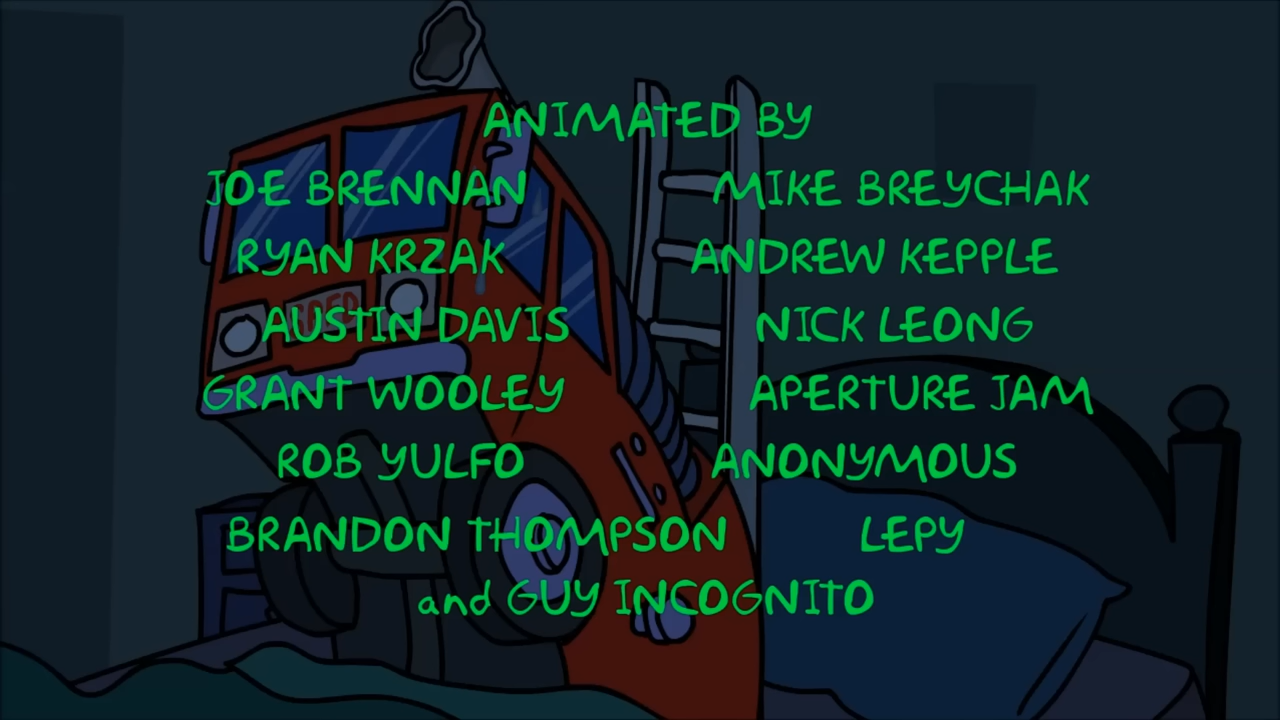 ANIMATED BY
JOE BRENNAN MIKE BREYCHAK
RYAN KRZAK ANDREW KEPPLE
AUSTIN DAVIS NICK LEONG
GRANT WOOLEY APERTURE JAM
ROB YULFO ANONYMOUS
BRANDON THOMPSON LEPY
and GUY INCOGNITO